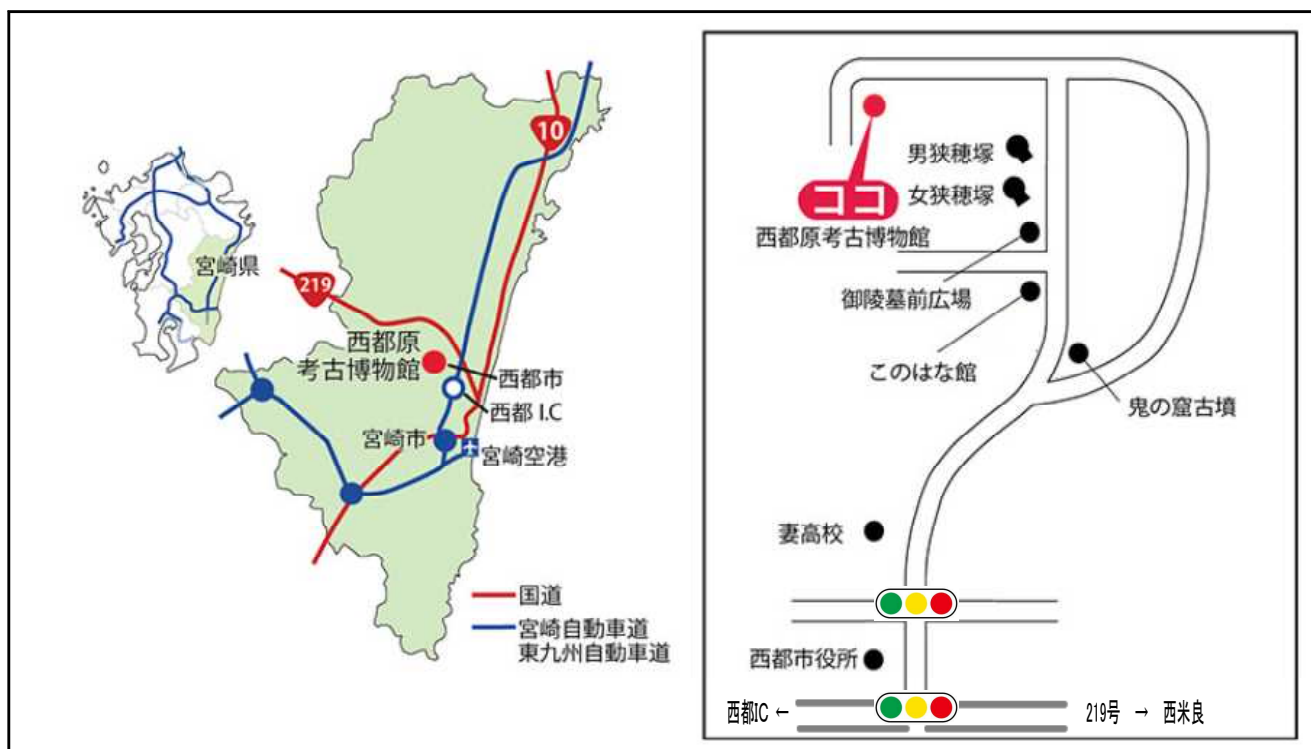 10
宮崎県
219
西都原
考古博物館
西都市
西都 I.C
宮崎市
宮崎空港
国道
宮崎自動車道
東九州自動車道
男狭穂塚
ココ
女狭穂塚
西都原考古博物館
御陵墓前広場
このはな館
鬼の窟古墳
妻高校
西都市役所
西都IC ←
219号 → 西米良